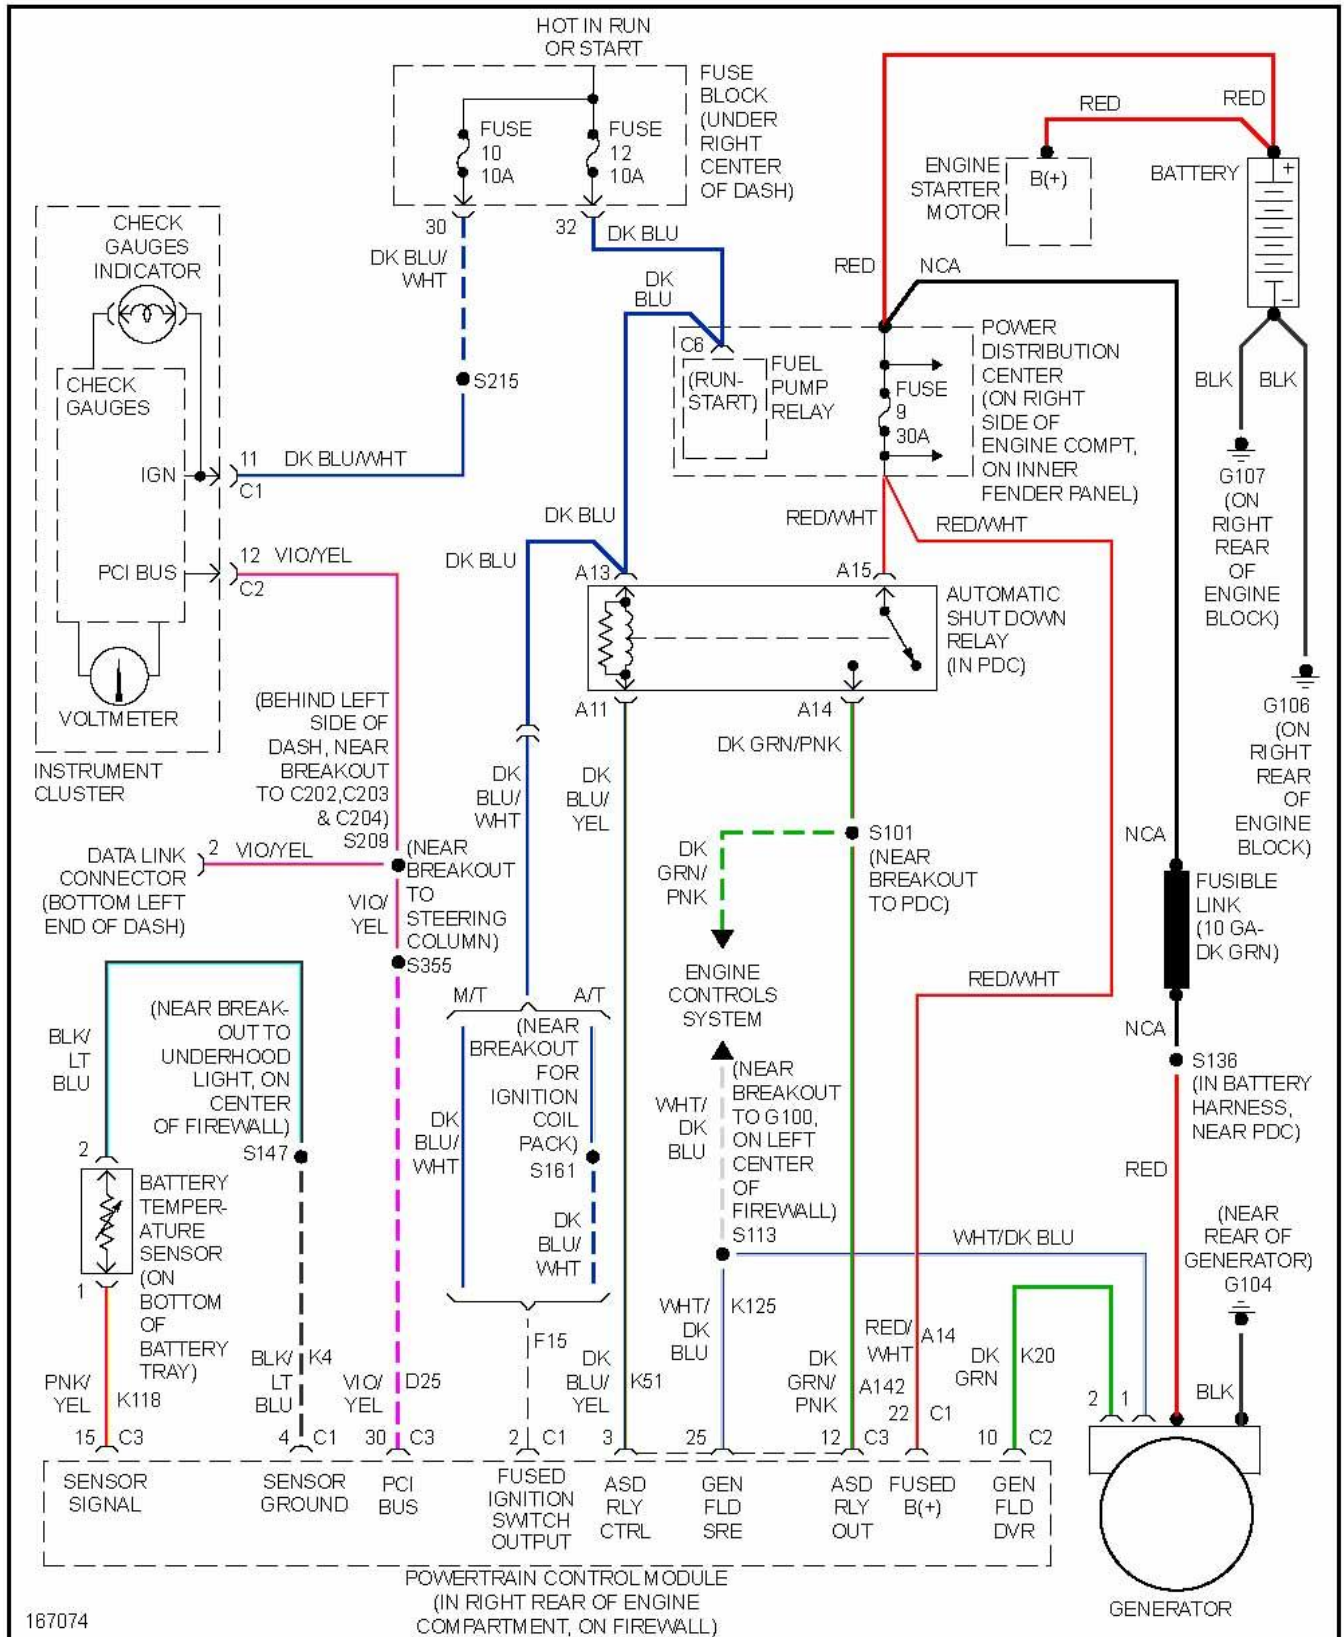 HOT IN RUN
OR START
FUSE
BLOCK
(UNDER
RIGHT
CENTER
OF DASH)
FUSE
10
10A
FUSE
12
10A
30
32
DK BLU/
WHT
DK BLU
DK
BLU
RED
RED
RED
NCA
ENGINE
STARTER
MOTOR
B(+)
BATTERY
+
-
BLK
BLK
G107
(ON
RIGHT
REAR
OF
ENGINE
BLOCK)
G106
(ON
RIGHT
REAR
OF
ENGINE
BLOCK)
CHECK
GAUGES
INDICATOR
CHECK
GAUGES
IGN
11
C1
DK BLU/WHT
S215
PCI BUS
12
C2
VIO/YEL
VOLTMETER
INSTRUMENT
CLUSTER
C6
(RUN-
START)
FUEL
PUMP
RELAY
FUSE
9
30A
POWER
DISTRIBUTION
CENTER
(ON RIGHT
SIDE OF
ENGINE COMPT,
ON INNER
FENDER PANEL)
DK BLU
DK BLU
RED/WHT
RED/WHT
A13
A15
AUTOMATIC
SHUT DOWN
RELAY
(IN PDC)
A11
A14
DK GRN/PNK
(BEHIND LEFT
SIDE OF
DASH, NEAR
BREAKOUT
TO C202,C203
& C204)
S209
DK
BLU/
WHT
DK
BLU/
YEL
DK
GRN/
PNK
S101
(NEAR
BREAKOUT
TO PDC)
NCA
FUSIBLE
LINK
(10 GA-
DK GRN)
DATA LINK
CONNECTOR
(BOTTOM LEFT
END OF DASH)
2
VIO/YEL
(NEAR
BREAKOUT
TO
STEERING
COLUMN)
VIO/
YEL
S355
ENGINE
CONTROLS
SYSTEM
RED/WHT
NCA
S136
(IN BATTERY
HARNESS,
NEAR PDC)
RED
M/T
A/T
(NEAR
BREAKOUT
FOR
IGNITION
COIL
PACK)
S161
DK
BLU/
WHT
DK
BLU/
WHT
BLK/
LT
BLU
(NEAR BREAK-
OUT TO
UNDERHOOD
LIGHT, ON
CENTER
OF FIREWALL)
S147
2
BATTERY
TEMPER-
ATURE
SENSOR
(ON
BOTTOM
OF
BATTERY
TRAY)
1
WHT/
DK
BLU
(NEAR
BREAKOUT
TO G100,
ON LEFT
CENTER
OF
FIREWALL)
S113
WHT/DK BLU
(NEAR
REAR OF
GENERATOR)
G104
BLK
PNK/
YEL
K118
BLK/
LT
BLU
K4
VIO/
YEL
D25
F15
DK
BLU/
YEL
K51
WHT/
DK
BLU
K125
DK
GRN/
PNK
A142
RED/
WHT
A14
DK
GRN
K20
2
1
15
C3
4
C1
30
C3
2
C1
3
25
12
C3
22
C1
10
C2
SENSOR
SIGNAL
SENSOR
GROUND
PCI
BUS
FUSED
IGNITION
SWITCH
OUTPUT
ASD
RLY
CTRL
GEN
FLD
SRE
ASD
RLY
OUT
FUSED
B(+)
GEN
FLD
DVR
POWERTRAIN CONTROL MODULE
(IN RIGHT REAR OF ENGINE
COMPARTMENT, ON FIREWALL)
GENERATOR
167074